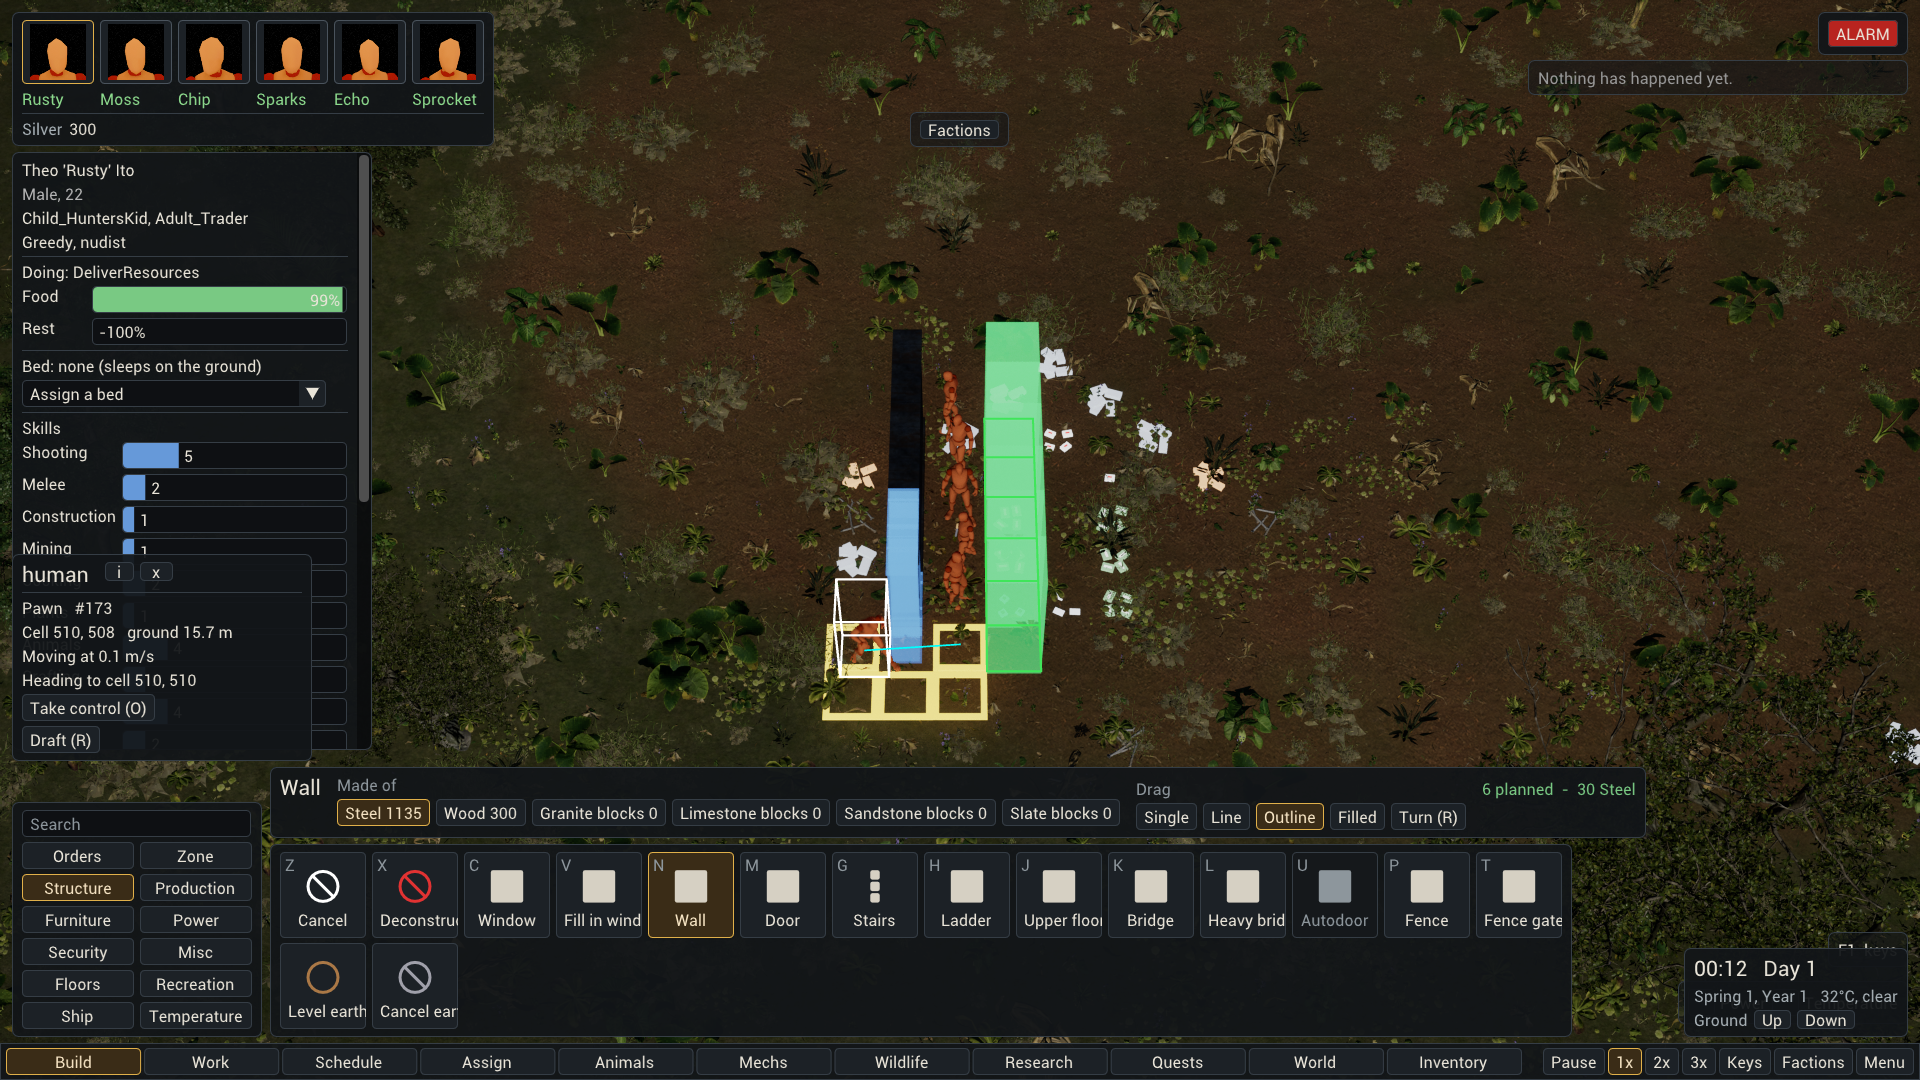 Rusty Moss Chip Sparks Echo Sprocket
Silver 300
ALARM
Nothing has happened yet.
Factions
Theo 'Rusty' Ito
Male, 22
Child_HuntersKid, Adult_Trader
Greedy, nudist
Doing: DeliverResources
Food 99%
Rest -100%
Bed: none (sleeps on the ground)
Assign a bed
Skills
Shooting 5
Melee 2
Construction 1
Mining 1
human i x
Pawn #173
Cell 510, 508 ground 15.7 m
Moving at 0.1 m/s
Heading to cell 510, 510
Take control (O)
Draft (R)
Wall Made of
Steel 1135 Wood 300 Granite blocks 0 Limestone blocks 0 Sandstone blocks 0 Slate blocks 0
Drag
Single Line Outline Filled Turn (R)
6 planned - 30 Steel
Search
Orders Zone
Structure Production
Furniture Power
Security Misc
Floors Recreation
Ship Temperature
Z Cancel
X Deconstru
C Window
V Fill in wind
N Wall
M Door
G Stairs
H Ladder
J Upper floor
K Bridge
L Heavy brid
U Autodoor
P Fence
T Fence gate
Level earth
Cancel ear
F1 keys
00:12 Day 1
Spring 1, Year 1 32°C, clear
Ground Up Down
Build Work Schedule Assign Animals Mechs Wildlife Research Quests World Inventory
Pause 1x 2x 3x Keys Factions Menu